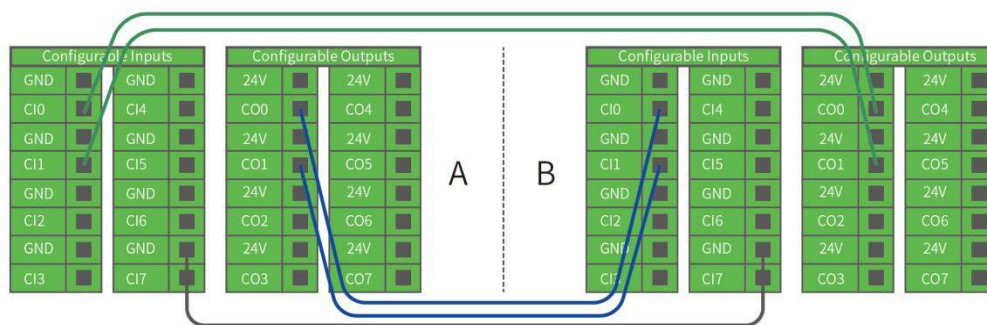 Configurable Inputs Configurable Outputs Configurable Inputs Configurable Outputs
GND GND 24V 24V GND GND 24V 24V
CI0 CI4 CO0 CO4 CI0 CI4 CO0 CO4
GND GND 24V 24V GND GND 24V 24V
CI1 CI5 CO1 CO5 A B CI1 CI5 CO1 CO5
GND GND 24V 24V GND GND 24V 24V
CI2 CI6 CO2 CO6 CI2 CI6 CO2 CO6
GND GND 24V 24V GND GND 24V 24V
CI3 CI7 CO3 CO7 CI3 CI7 CO3 CO7